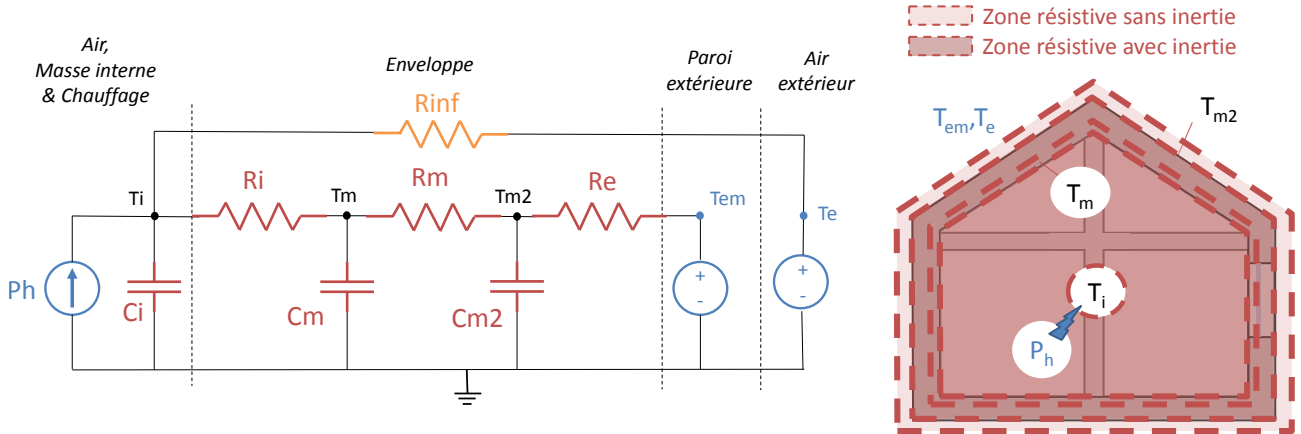 Air,
Masse interne
& Chauffage
Enveloppe
Paroi
extérieure
Air
extérieur
Rinf
Ti
Ri
Tm
Rm
Tm2
Re
Tem
Te
Ph
Ci
Cm
Cm2
+
-
+
-
Zone résistive sans inertie
Zone résistive avec inertie
Tem,Te
Tm2
Tm
Ti
Ph